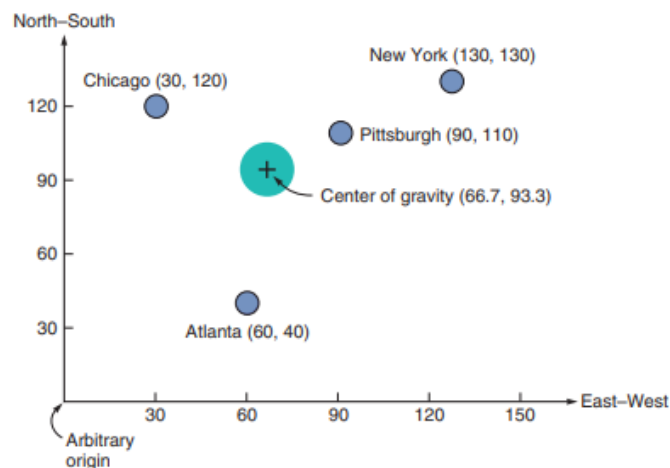 North–South
New York (130, 130)
Chicago (30, 120)
120
Pittsburgh (90, 110)
90
Center of gravity (66.7, 93.3)
60
30
Atlanta (60, 40)
30 60 90 120 150
East–West
Arbitrary
origin